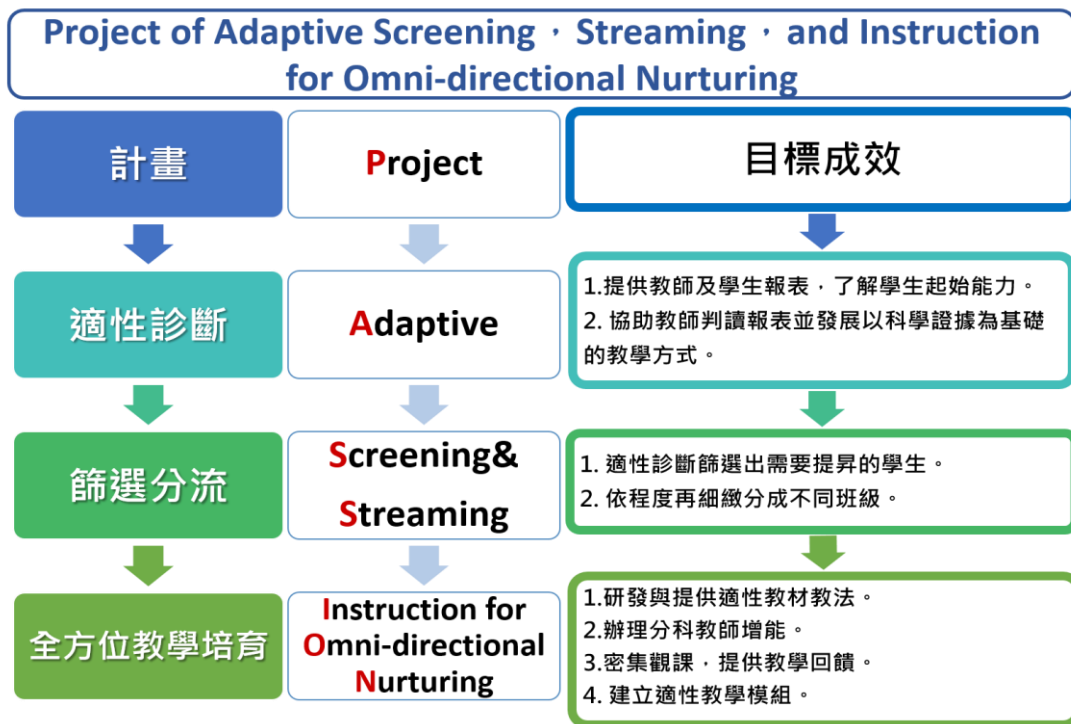 Project of Adaptive Screening，Streaming，and Instruction
for Omni-directional Nurturing
計畫
Project
目標成效
適性診斷
Adaptive
1.提供教師及學生報表，了解學生起始能力。
2. 協助教師判讀報表並發展以科學證據為基礎
的教學方式。
篩選分流
Screening&
Streaming
1. 適性診斷篩選出需要提昇的學生。
2. 依程度再細緻分成不同班級。
全方位教學培育
Instruction for
Omni-directional
Nurturing
1.研發與提供適性教材教法。
2.辦理分科教師增能。
3.密集觀課，提供教學回饋。
4. 建立適性教學模組。